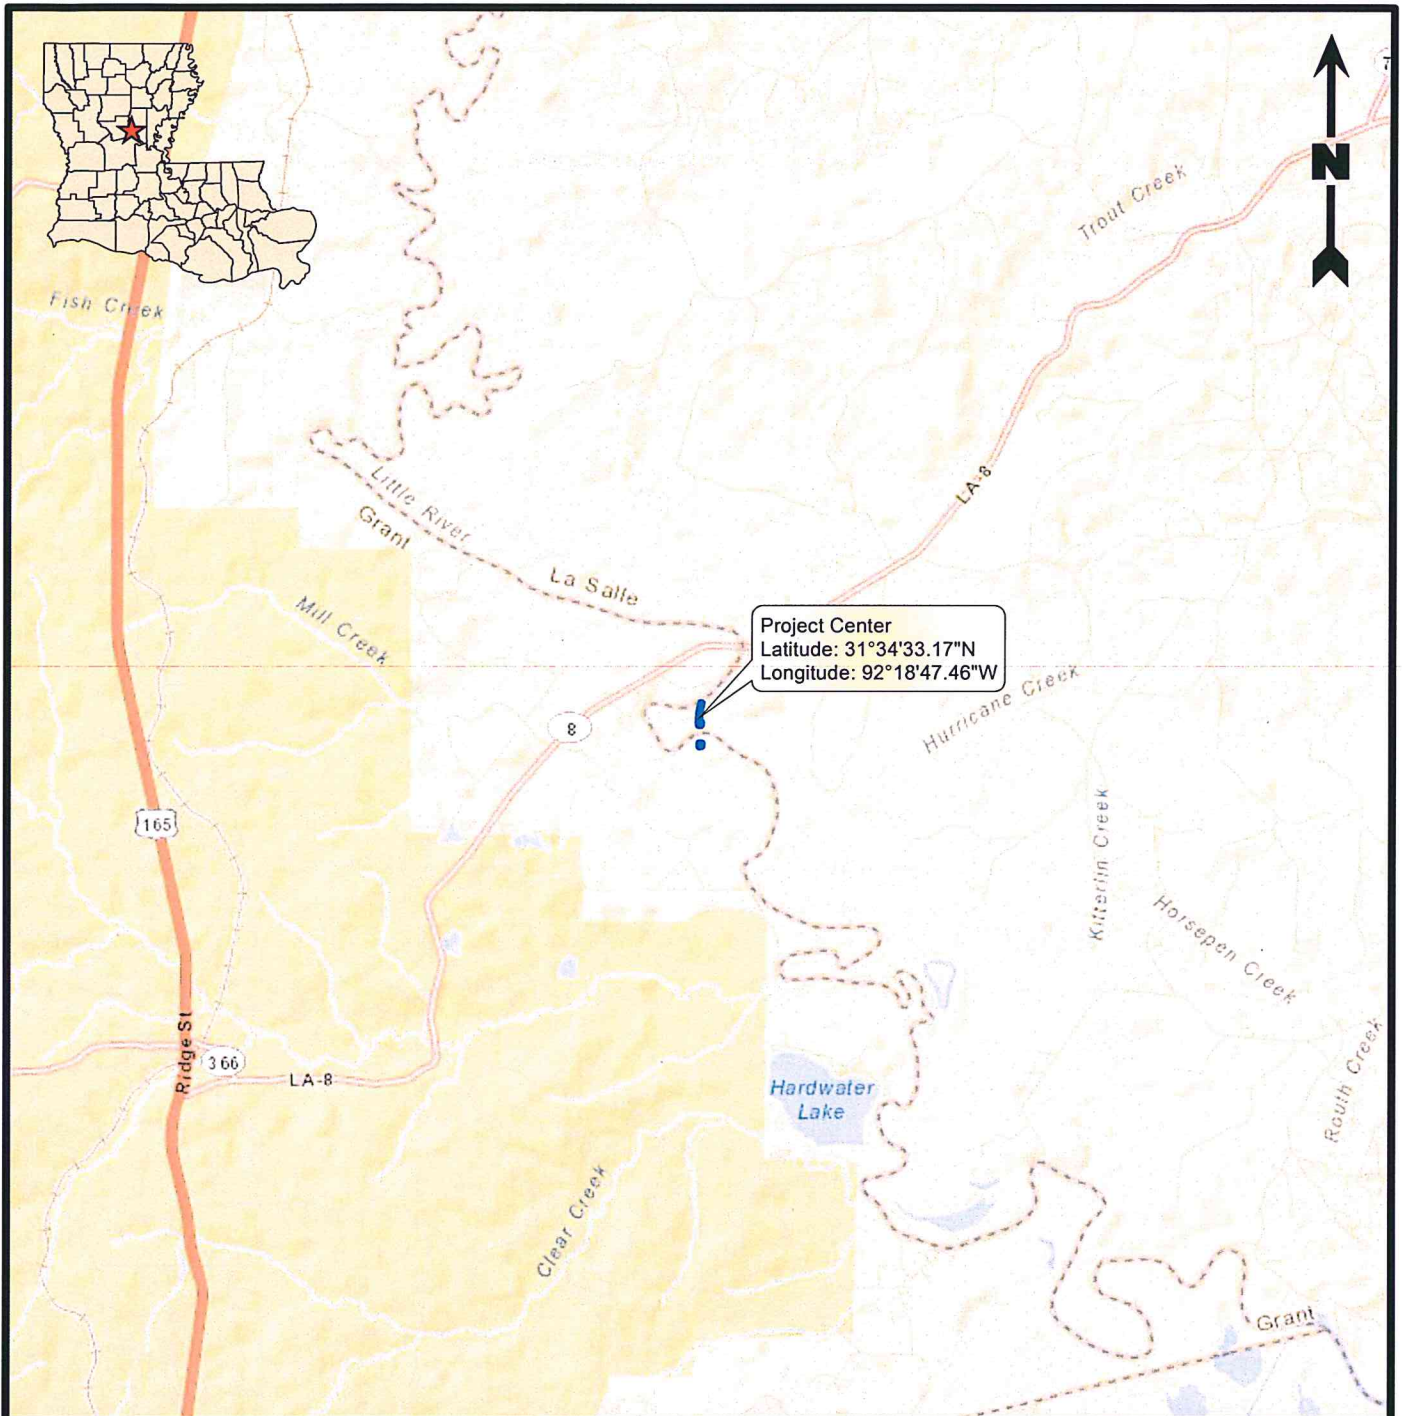 N
7
Trout Creek
Fish Creek
LA-8
Little River
Grant
La Salle
Mill Creek
Project Center
Latitude: 31°34'33.17"N
Longitude: 92°18'47.46"W
Hurricane Creek
8
165
Kitterlin Creek
Horsepen Creek
Routh Creek
Ridge St
366
LA-8
Hardwater
Lake
Clear Creek
Grant